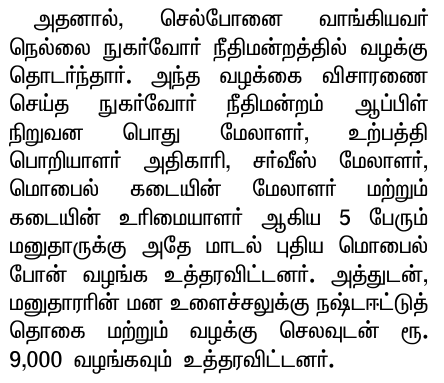 அதனால், செல்போனை வாங்கியவர்
நெல்லை நுகர்வோர் நீதிமன்றத்தில் வழக்கு
தொடர்ந்தார். அந்த வழக்கை விசாரணை
செய்த நுகர்வோர் நீதிமன்றம் ஆப்பிள்
நிறுவன பொது மேலாளர், உற்பத்தி
பொறியாளர் அதிகாரி, சர்வீஸ் மேலாளர்,
மொபைல் கடையின் மேலாளர் மற்றும்
கடையின் உரிமையாளர் ஆகிய 5 பேரும்
மனுதாருக்கு அதே மாடல் புதிய மொபைல்
போன் வழங்க உத்தரவிட்டனர். அத்துடன்,
மனுதாரரின் மன உளைச்சலுக்கு நஷ்டஈட்டுத்
தொகை மற்றும் வழக்கு செலவுடன் ரூ.
9,000 வழங்கவும் உத்தரவிட்டனர்.